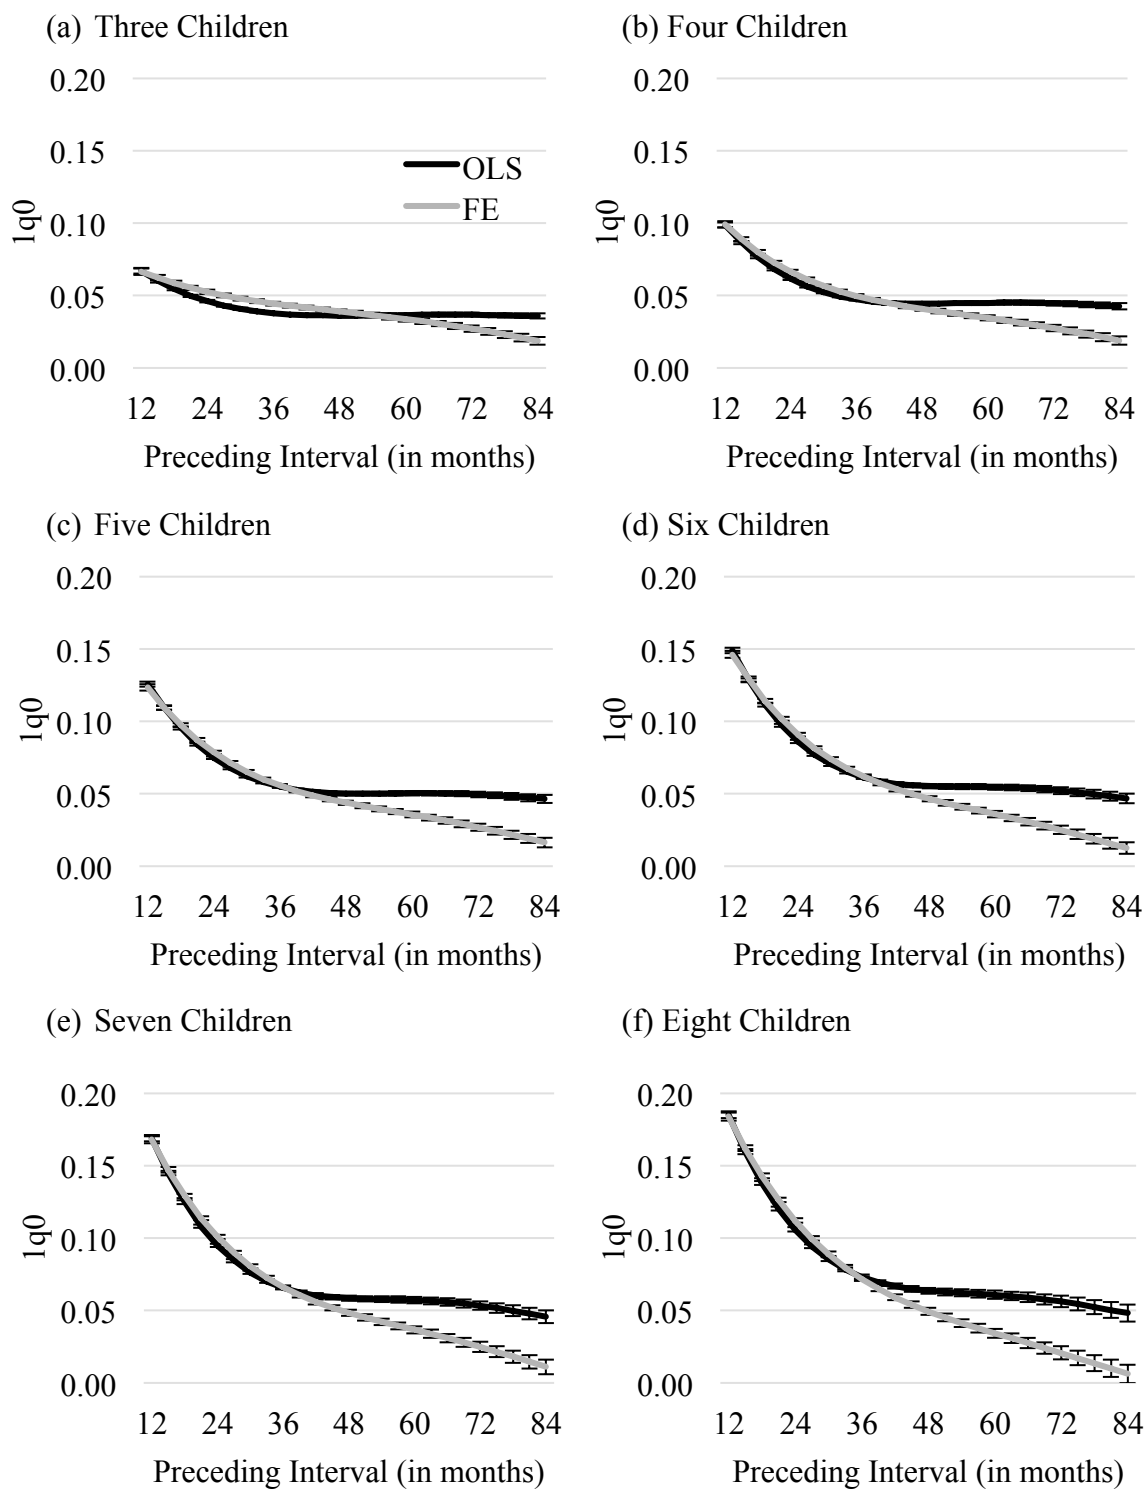 (a) Three Children
0.20
0.15
0.10
0.05
0.00
1q0
OLS
FE
12 24 36 48 60 72 84
Preceding Interval (in months)
(b) Four Children
0.20
0.15
0.10
0.05
0.00
1q0
12 24 36 48 60 72 84
Preceding Interval (in months)
(c) Five Children
0.20
0.15
0.10
0.05
0.00
1q0
12 24 36 48 60 72 84
Preceding Interval (in months)
(d) Six Children
0.20
0.15
0.10
0.05
0.00
1q0
12 24 36 48 60 72 84
Preceding Interval (in months)
(e) Seven Children
0.20
0.15
0.10
0.05
0.00
1q0
12 24 36 48 60 72 84
Preceding Interval (in months)
(f) Eight Children
0.20
0.15
0.10
0.05
0.00
1q0
12 24 36 48 60 72 84
Preceding Interval (in months)